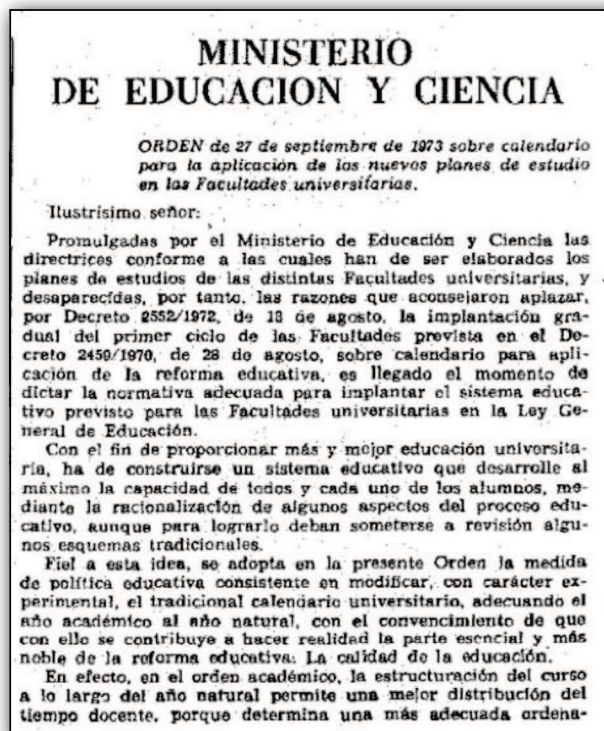 MINISTERIO
DE EDUCACION Y CIENCIA
ORDEN de 27 de septiembre de 1973 sobre calendario
para la aplicación de los nuevos planes de estudio
en las Facultades universitarias.
Ilustrísimo señor:
Promulgadas por el Ministerio de Educación y Ciencia las
directrices conforme a las cuales han de ser elaborados los
planes de estudios de las distintas Facultades universitarias, y
desaparecidas, por tanto, las razones que aconsejaron aplazar,
por Decreto 2552/1972, de 18 de agosto, la implantación gra-
dual del primer ciclo de las Facultades prevista en el De-
creto 2459/1970, de 28 de agosto, sobre calendario para apli-
cación de la reforma educativa, es llegado el momento de
dictar la normativa adecuada para implantar el sistema educa-
tivo previsto para las Facultades universitarias en la Ley Ge-
neral de Educación.
Con el fin de proporcionar más y mejor educación universita-
ria, ha de construirse un sistema educativo que desarrolle al
máximo la capacidad de todos y cada uno de los alumnos, me-
diante la racionalización de algunos aspectos del proceso edu-
cativo, aunque para lograrlo deban someterse a revisión algu-
nos esquemas tradicionales.
Fiel a esta idea, se adopta en la presente Orden la medida
de política educativa consistente en modificar, con carácter ex-
perimental, el tradicional calendario universitario, adecuando el
año académico al año natural, con el convencimiento de que
con ello se contribuye a hacer realidad la parte esencial y más
noble de la reforma educativa: La calidad de la educación.
En efecto, en el orden académico, la estructuración del curso
a lo largo del año natural permite una mejor distribución del
tiempo docente, porque determina una más adecuada ordena-